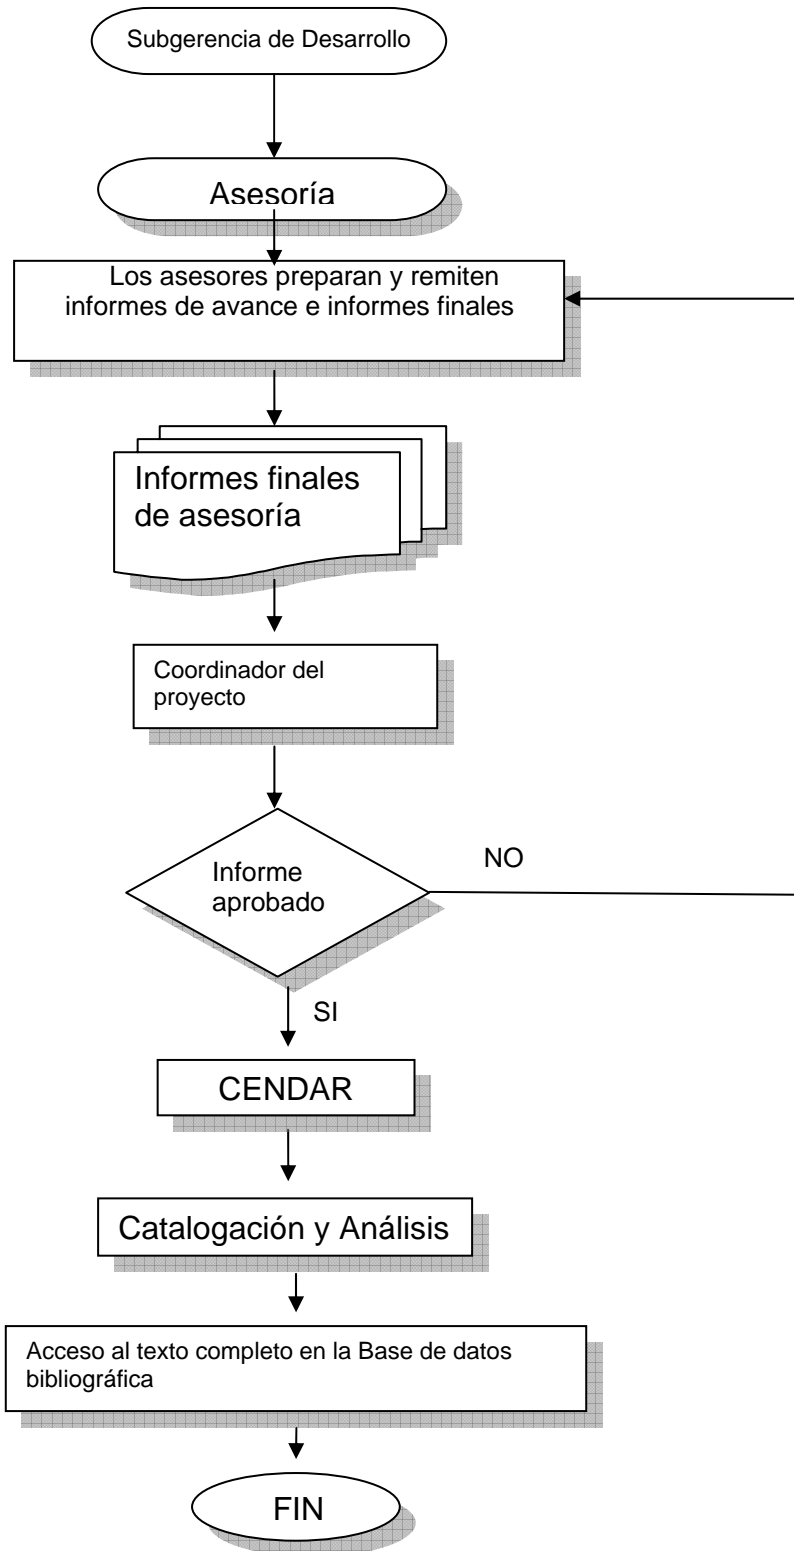 Subgerencia de Desarrollo
Asesoría
Los asesores preparan y remiten
informes de avance e informes finales
Informes finales
de asesoría
Coordinador del
proyecto
Informe
aprobado
NO
SI
CENDAR
Catalogación y Análisis
Acceso al texto completo en la Base de datos
bibliográfica
FIN